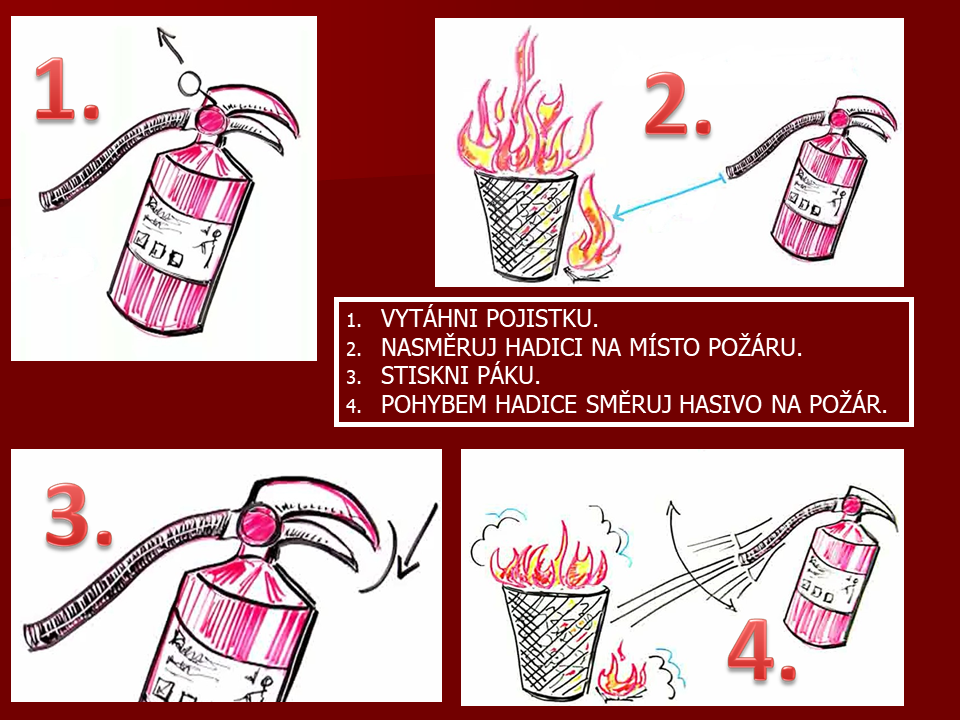 1.
2.
1. VYTÁHNI POJISTKU.
2. NASMĚRUJ HADICI NA MÍSTO POŽÁRU.
3. STISKNI PÁKU.
4. POHYBEM HADICE SMĚRUJ HASIVO NA POŽÁR.
3.
4.